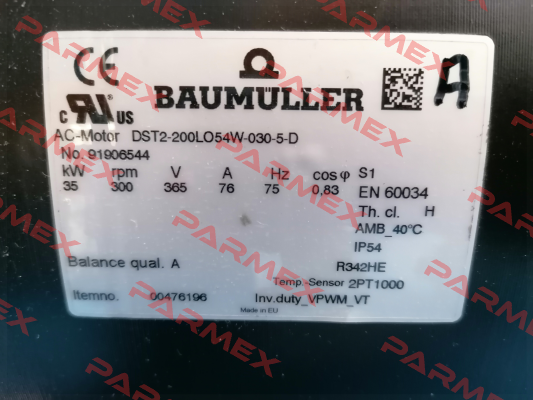 CE
BAUMÜLLER
A
C UR US
AC-Motor DST2-200LO54W-030-5-D
No. 91906544
kW rpm V A Hz cosφ S1
35 300 365 76 75 0,83 EN 60034
Th. cl. H
AMB_40°C
IP54
Balance qual. A R342HE
Temp.-Sensor 2PT1000
Itemno. 00476196 Inv.duty_VPWM_VT
Made in EU
PARMEX